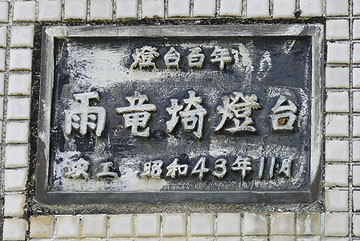 燈台百年
雨竜埼燈台
竣工 昭和43年11月